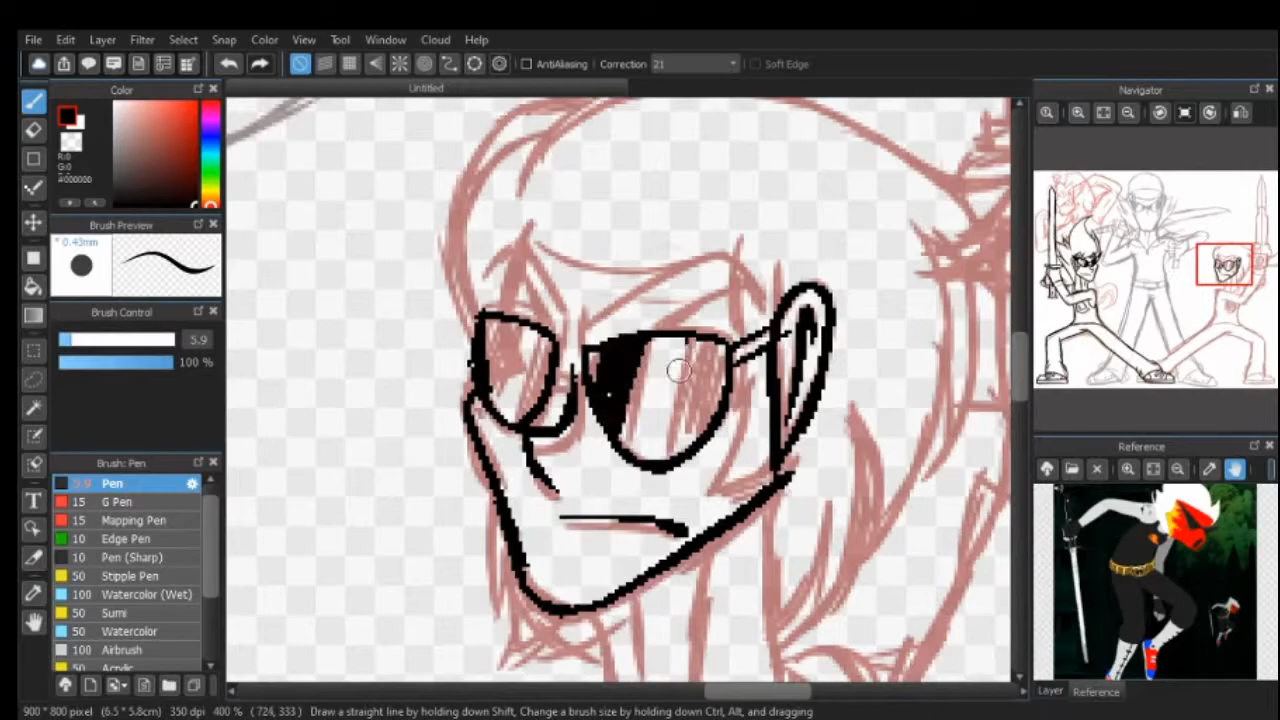 File Edit Layer Filter Select Snap Color View Tool Window Cloud Help
AntiAliasing Correction 21 Soft Edge
Color
Untitled
Navigator
R:0
G:0
#000000
Brush Preview
* 0.43mm
Brush Control
5.9
100 %
Brush: Pen
5.9 Pen
15 G Pen
15 Mapping Pen
10 Edge Pen
10 Pen (Sharp)
50 Stipple Pen
100 Watercolor (Wet)
50 Sumi
50 Watercolor
100 Airbrush
50 Acrylic
Reference
Layer Reference
900 * 800 pixel (6.5 * 5.8cm) 350 dpi 400 % ( 724, 333 ) Draw a straight line by holding down Shift, Change a brush size by holding down Ctrl, Alt, and dragging